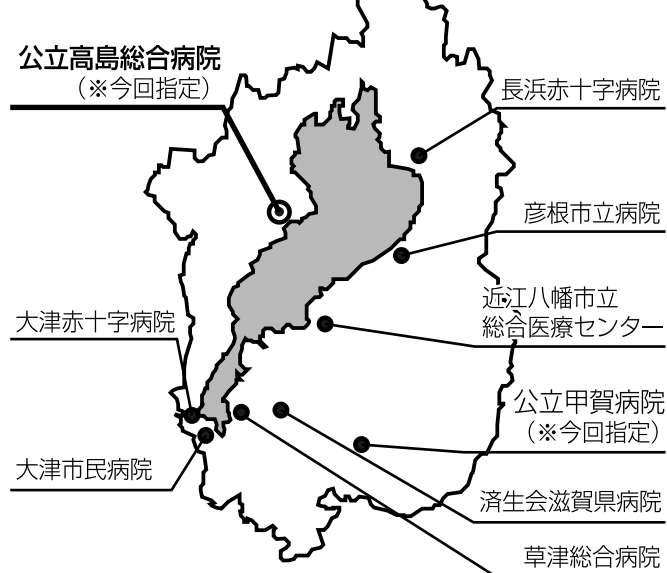 公立高島総合病院
（※今回指定）
長浜赤十字病院
彦根市立病院
近江八幡市立
総合医療センター
大津赤十字病院
公立甲賀病院
（※今回指定）
大津市民病院
済生会滋賀県病院
草津総合病院